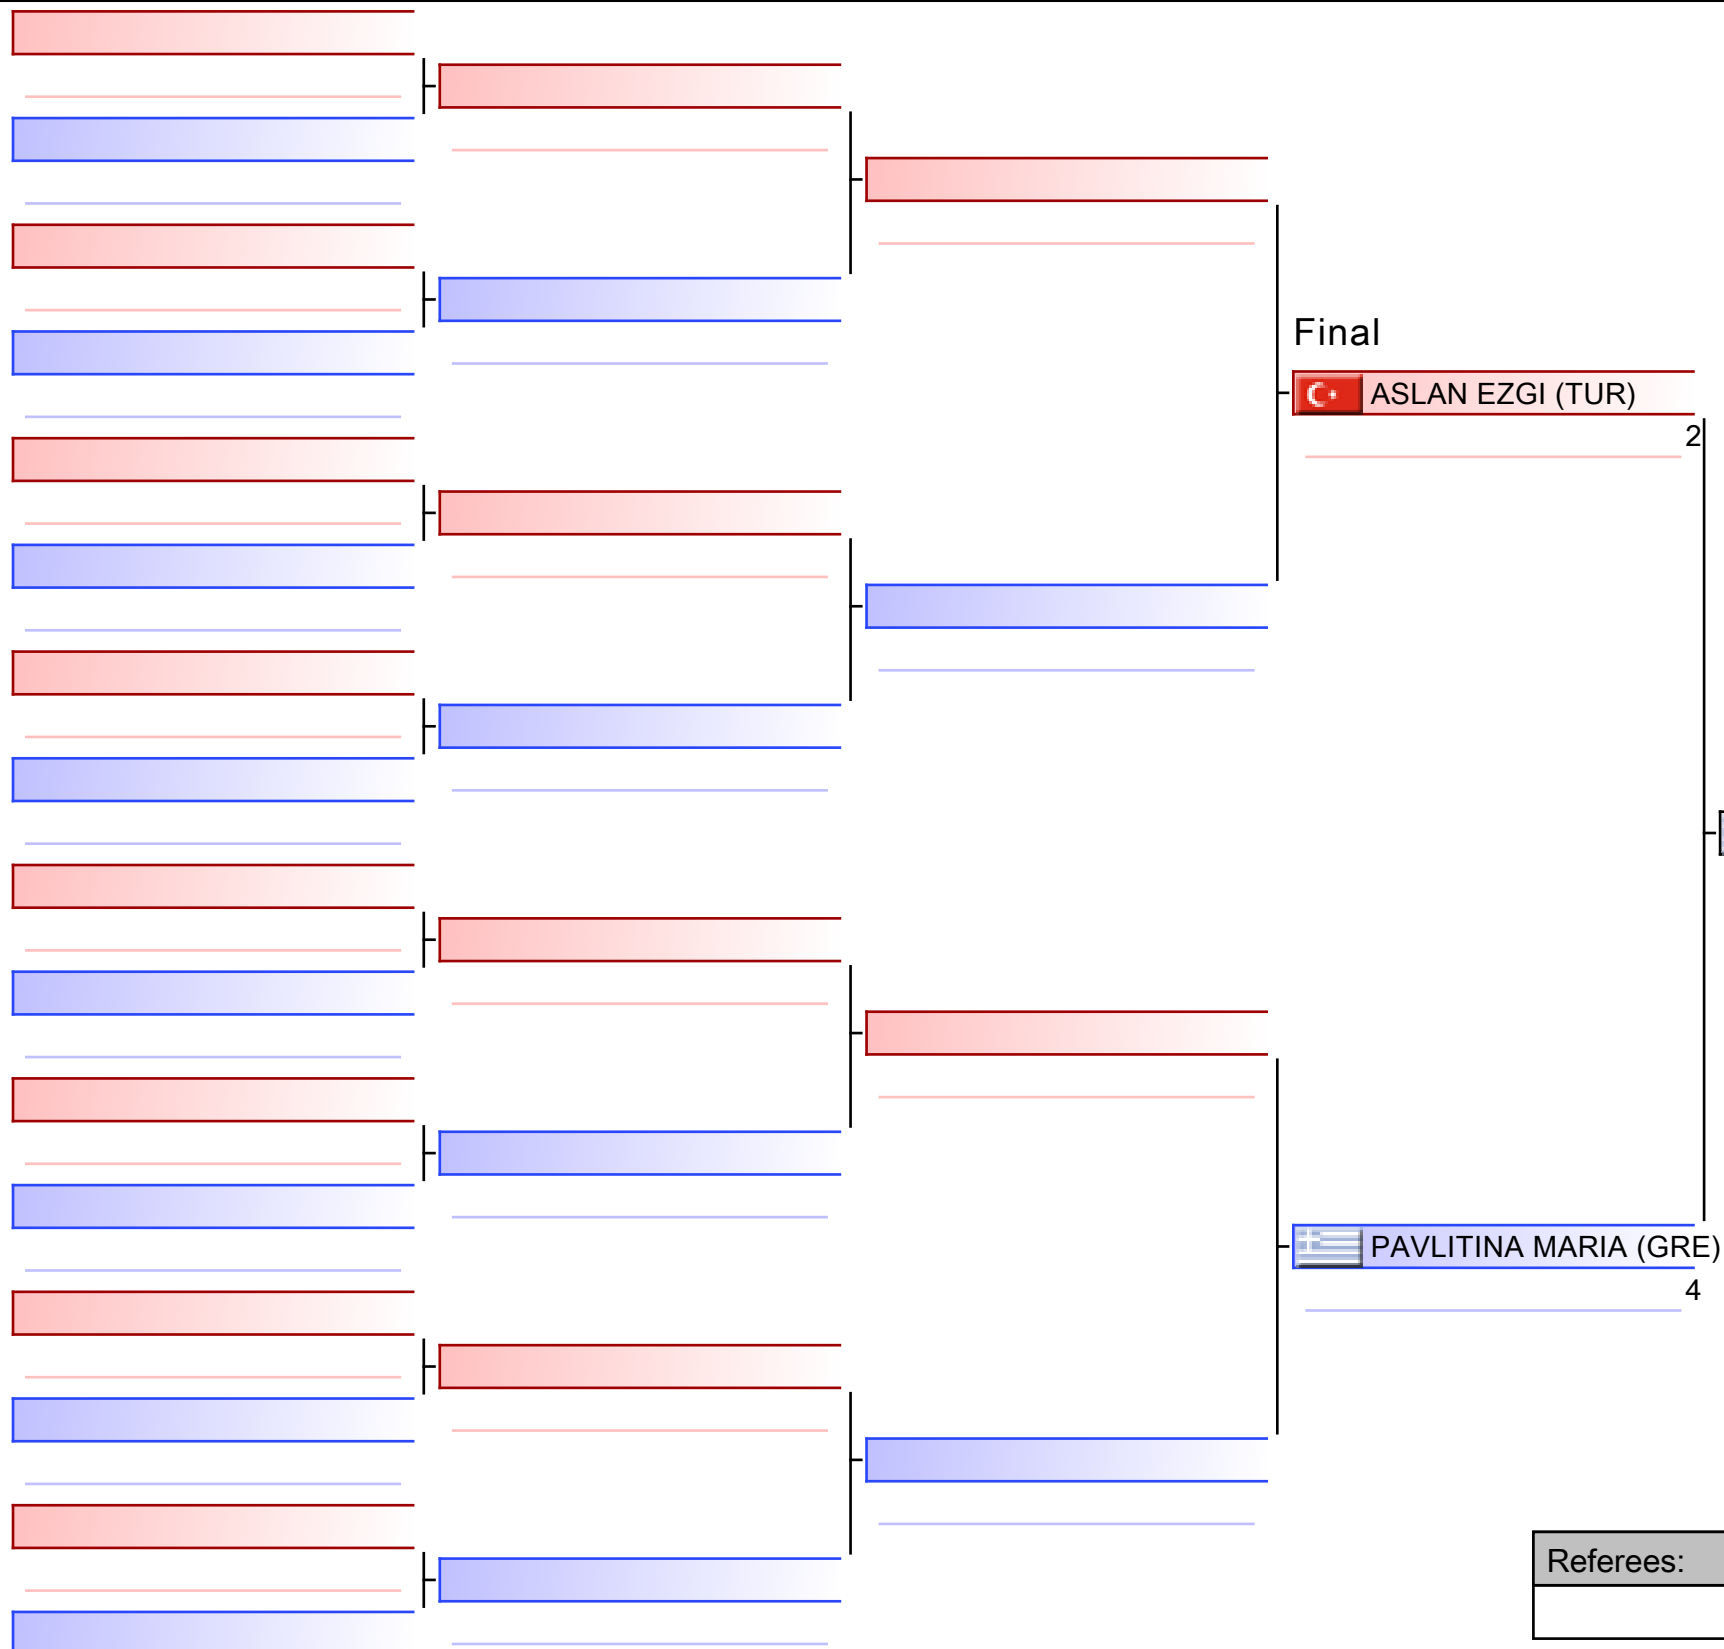 Final
ASLAN EZGI (TUR)
2
PAVLITINA MARIA (GRE)
4
Referees: